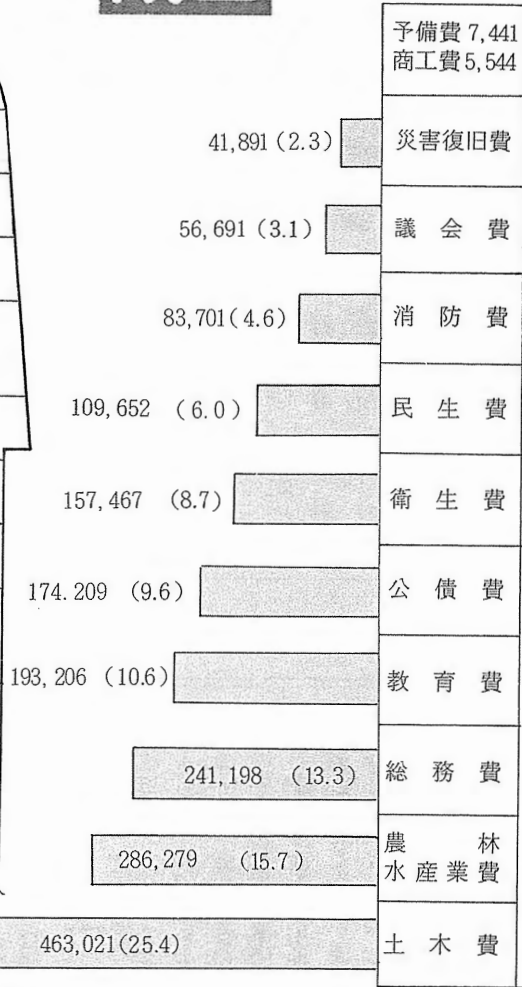 予備費 7,441
商工費 5,544
41,891 (2.3) 災害復旧費
56,691 (3.1) 議会費
83,701 (4.6) 消防費
109,652 (6.0) 民生費
157,467 (8.7) 衛生費
174.209 (9.6) 公債費
193,206 (10.6) 教育費
241,198 (13.3) 総務費
286,279 (15.7) 農林
水産業費
463,021 (25.4) 土木費